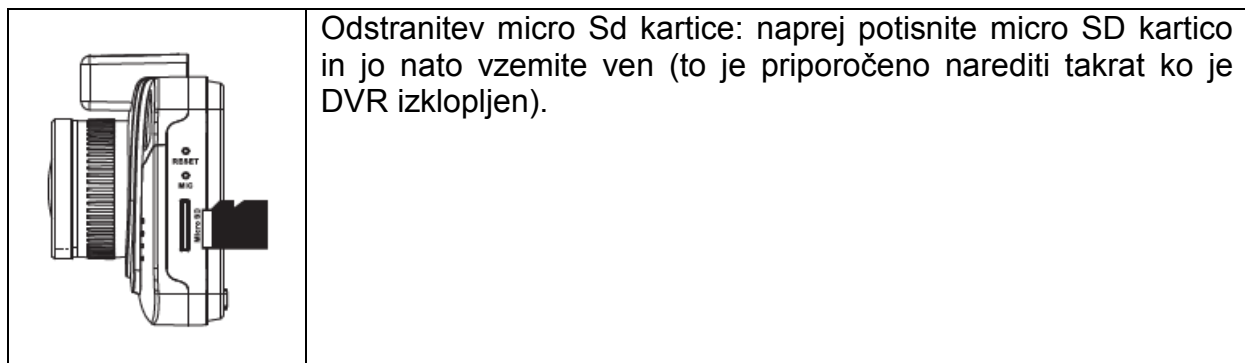 Odstranitev micro Sd kartice: naprej potisnite micro SD kartico
in jo nato vzemite ven (to je priporočeno narediti takrat ko je
DVR izklopljen).
RESET
MIC
Micro SD